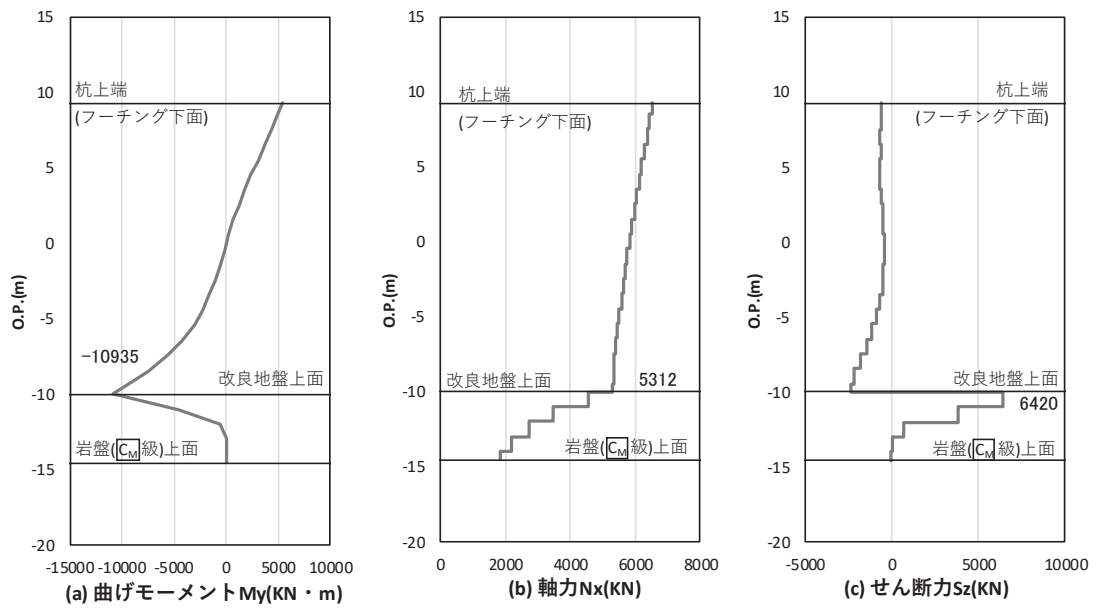 15
10
5
0
-5
-10
-15
-20
O.P.(m)
杭上端
(フーチング下面)
−10935
改良地盤上面
岩盤(CM級)上面
-15000 -10000 -5000 0 5000 10000
(a) 曲げモーメントMy(KN・m)
15
10
5
0
-5
-10
-15
-20
O.P.(m)
杭上端
(フーチング下面)
改良地盤上面
5312
岩盤(CM級)上面
0 2000 4000 6000 8000
(b) 軸力Nx(KN)
15
10
5
0
-5
-10
-15
-20
O.P.(m)
杭上端
(フーチング下面)
改良地盤上面
6420
岩盤(CM級)上面
-5000 0 5000 10000
(c) せん断力Sz(KN)